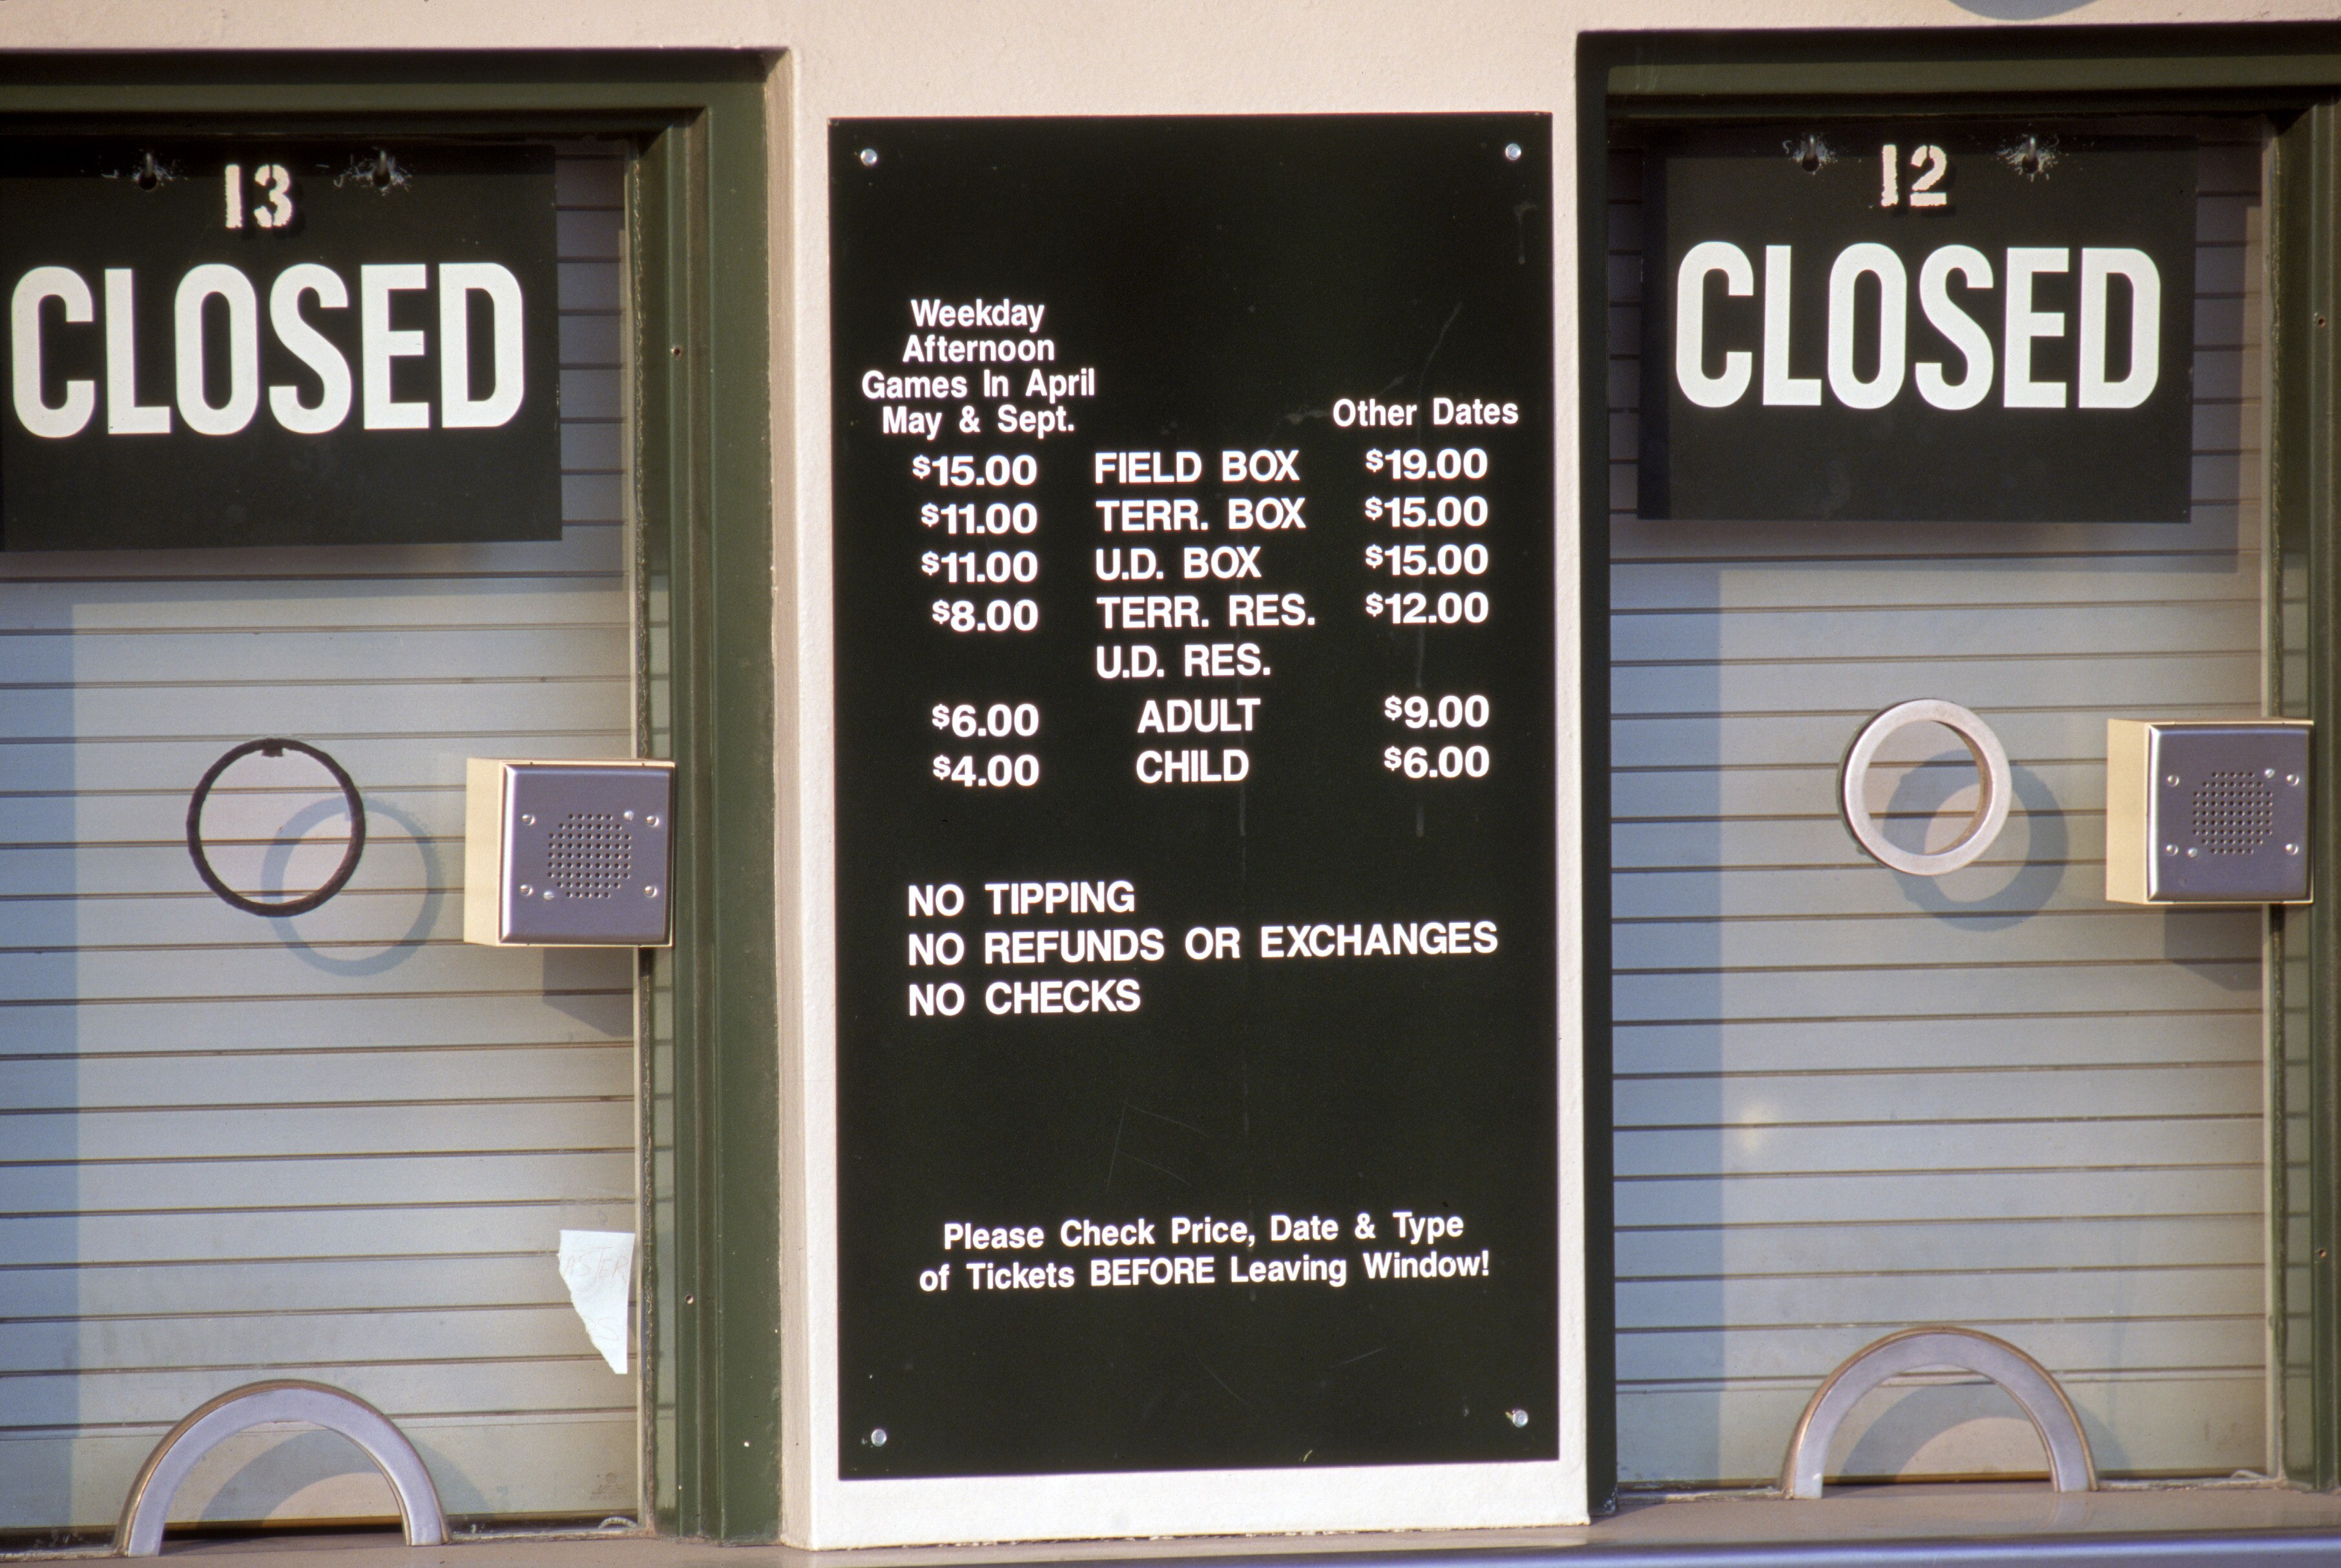 13
CLOSED
Weekday
Afternoon
Games In April
May & Sept.
Other Dates
$15.00 FIELD BOX $19.00
$11.00 TERR. BOX $15.00
$11.00 U.D. BOX $15.00
$8.00 TERR. RES. $12.00
U.D. RES.
$6.00 ADULT $9.00
$4.00 CHILD $6.00
NO TIPPING
NO REFUNDS OR EXCHANGES
NO CHECKS
Please Check Price, Date & Type
of Tickets BEFORE Leaving Window!
12
CLOSED